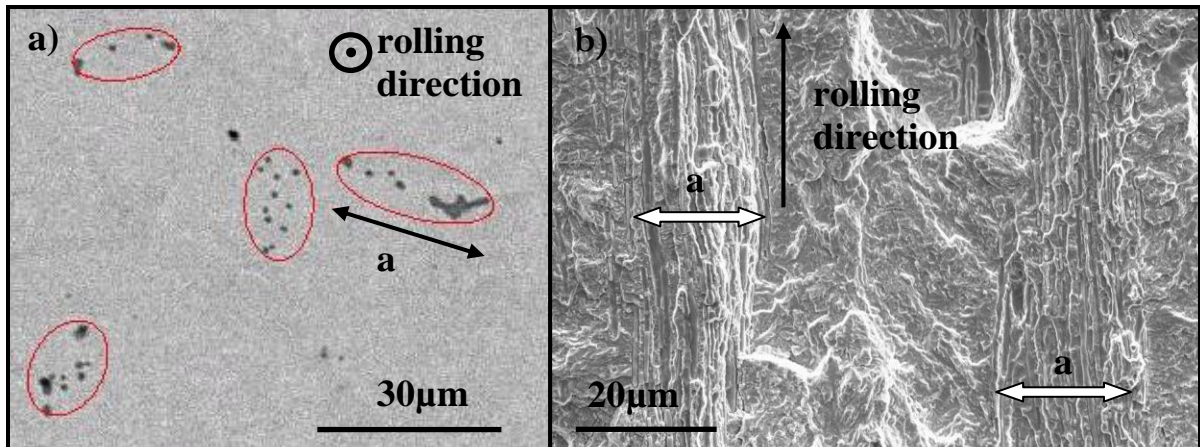 a)
rolling
direction
a
30µm
b)
rolling
direction
a
a
20µm